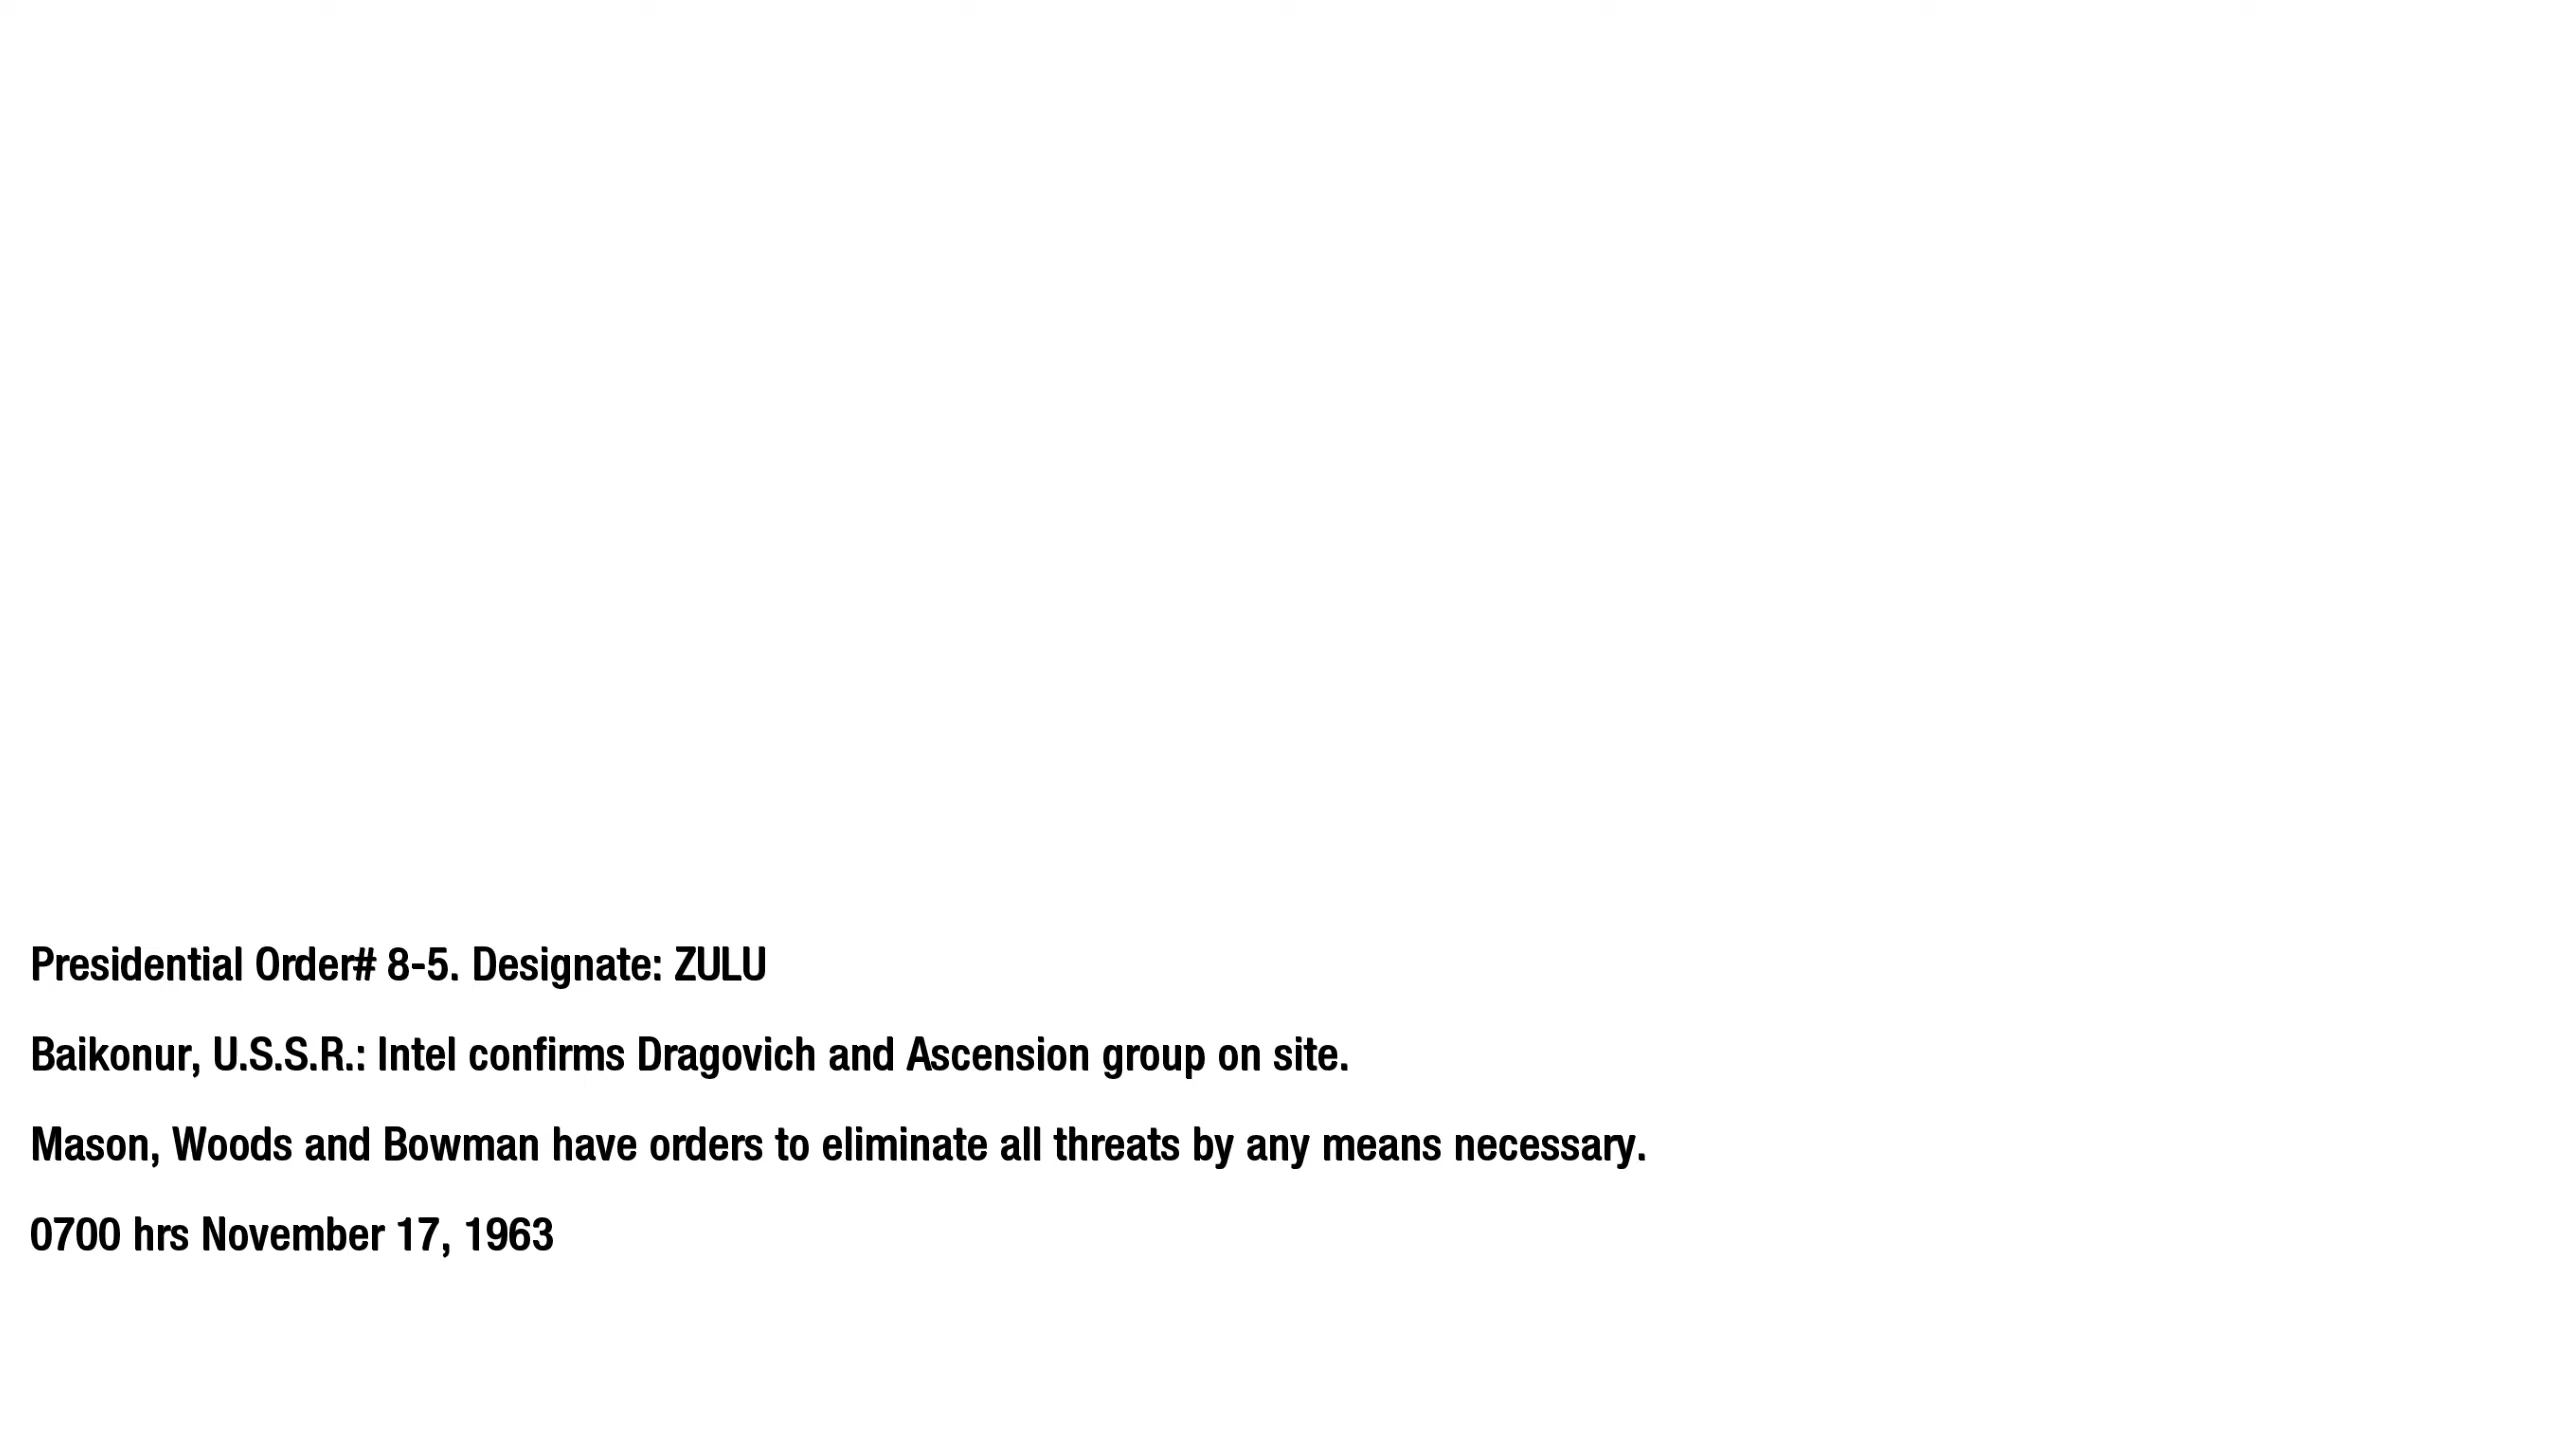 Presidential Order# 8-5. Designate: ZULU
Baikonur, U.S.S.R.: Intel confirms Dragovich and Ascension group on site.
Mason, Woods and Bowman have orders to eliminate all threats by any means necessary.
0700 hrs November 17, 1963